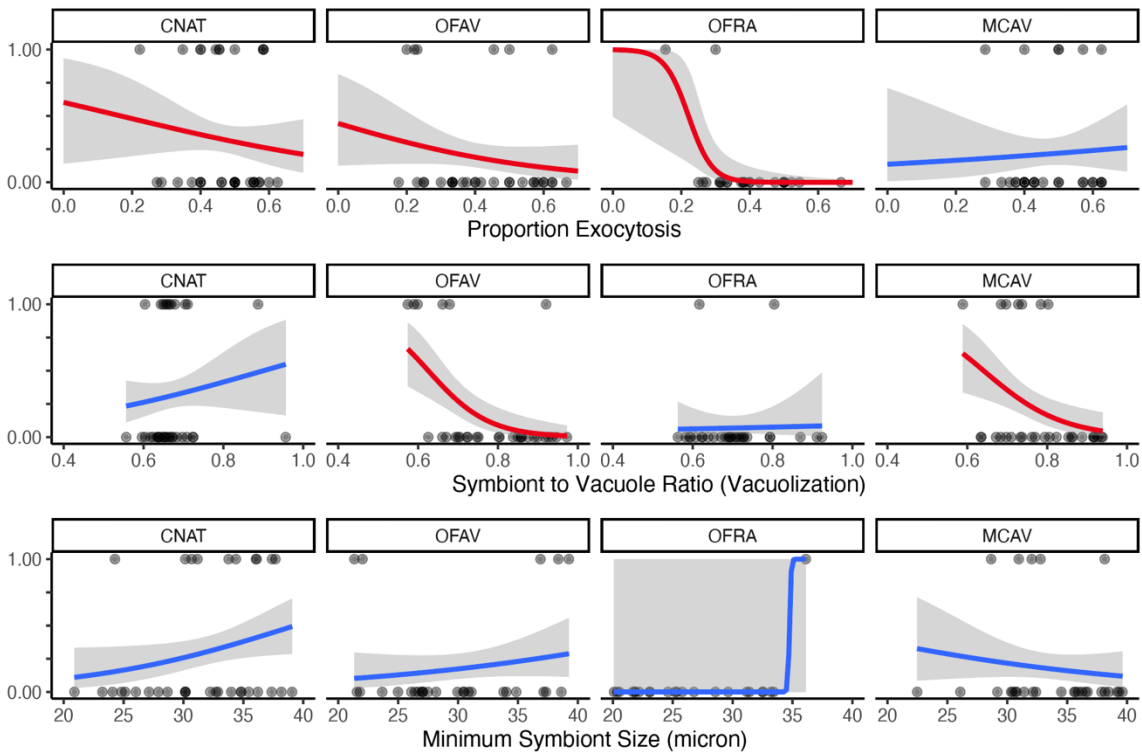 CNAT OFAV OFRA MCAV
1.00
0.00
0.0 0.2 0.4 0.6 0.0 0.2 0.4 0.6 0.0 0.2 0.4 0.6 0.0 0.2 0.4 0.6
Proportion Exocytosis
CNAT OFAV OFRA MCAV
1.00
0.00
0.4 0.6 0.8 1.0 0.4 0.6 0.8 1.0 0.4 0.6 0.8 1.0 0.4 0.6 0.8 1.0
Symbiont to Vacuole Ratio (Vacuolization)
CNAT OFAV OFRA MCAV
1.00
0.00
20 25 30 35 40 20 25 30 35 40 20 25 30 35 40 20 25 30 35 40
Minimum Symbiont Size (micron)